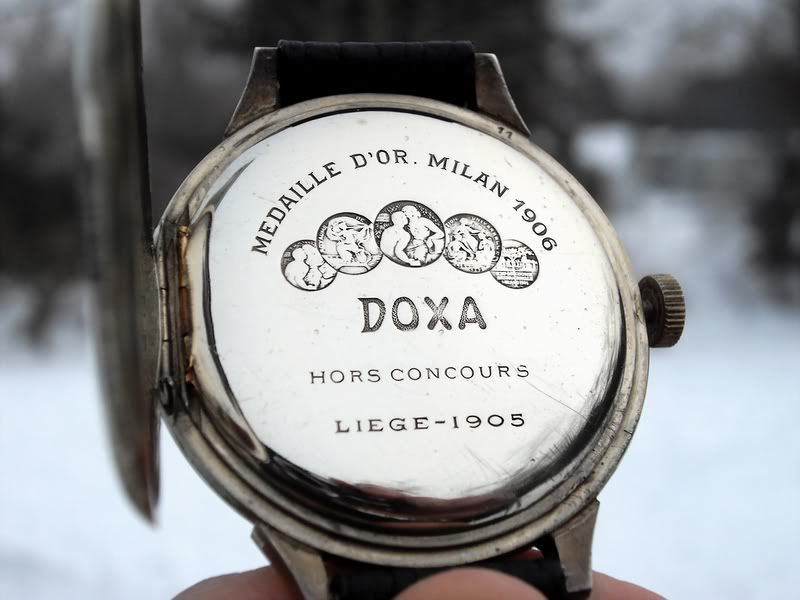 MEDAILLE D'OR. MILAN 1906
DOXA
HORS CONCOURS
LIEGE-1905